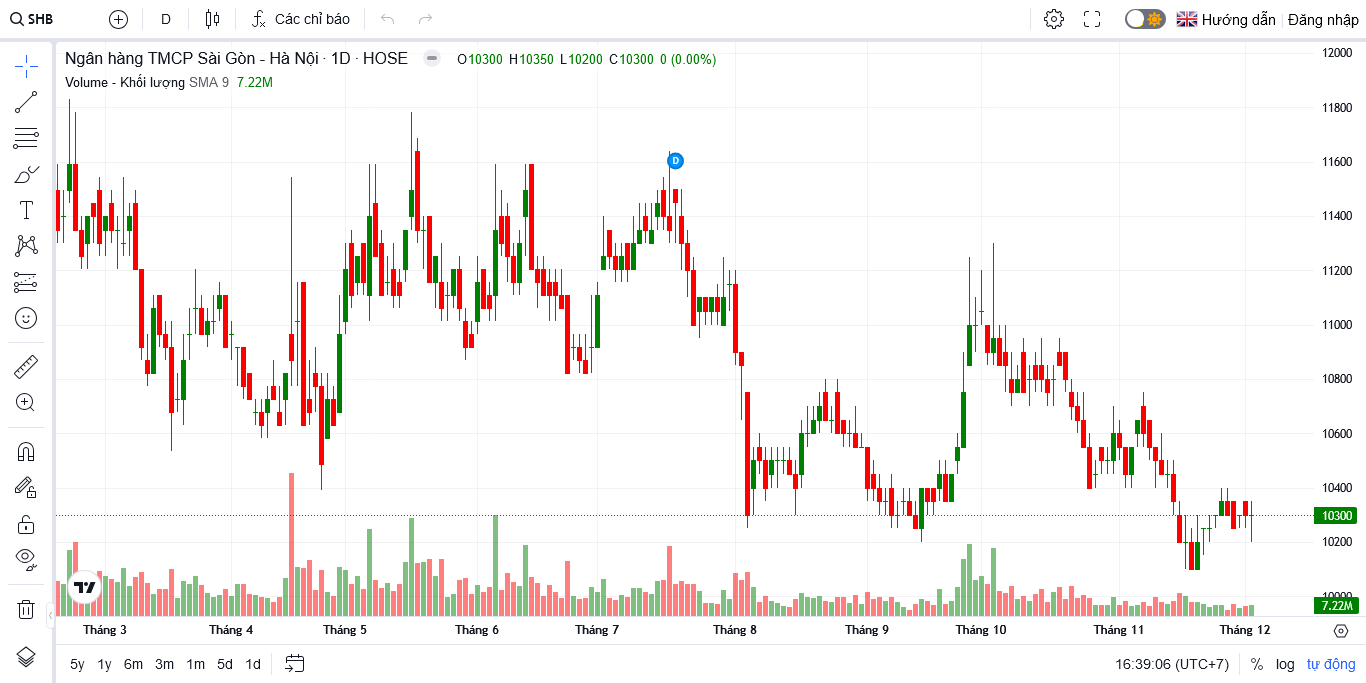 SHB D Các chỉ báo Hướng dẫn Đăng nhập
Ngân hàng TMCP Sài Gòn - Hà Nội · 1D · HOSE O10300 H10350 L10200 C10300 0 (0.00%)
Volume - Khối lượng SMA 9 7.22M
12000
11800
11600
D
11400
11200
11000
10800
10600
10400
10300
10200
10000
7.22M
Tháng 3 Tháng 4 Tháng 5 Tháng 6 Tháng 7 Tháng 8 Tháng 9 Tháng 10 Tháng 11 Tháng 12
5y 1y 6m 3m 1m 5d 1d 16:39:06 (UTC+7) % log tự động